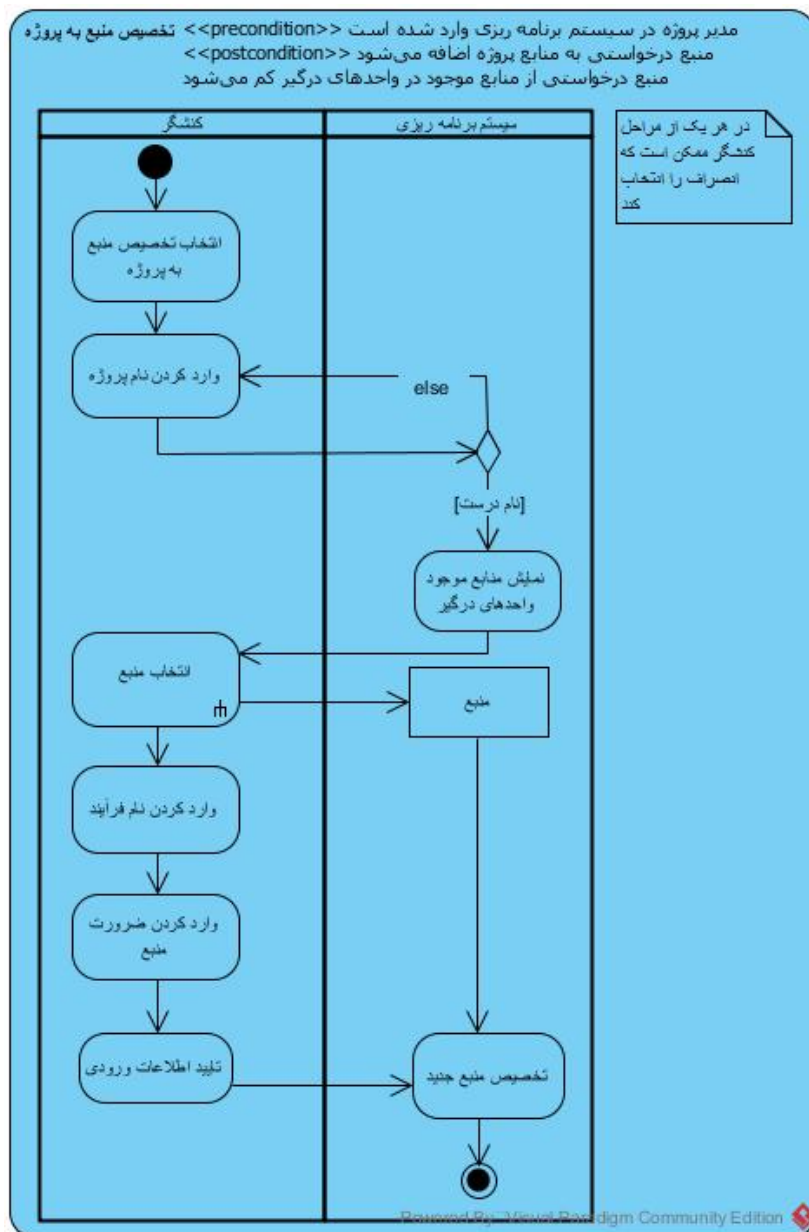 تخصیص منبع به پروژه <<precondition>> مدیر پروژه در سیستم برنامه ریزی وارد شده است
<<postcondition>> منبع درخواستی به منابع پروژه اضافه می‌شود
منبع درخواستی از منابع موجود در واحدهای درگیر کم می‌شود
کنشگر
سیستم برنامه ریزی
در هر یک از مراحل
کنشگر ممکن است که
انصراف را انتخاب
کند
انتخاب تخصیص منبع
به پروژه
وارد کردن نام پروژه
else
[نام درست]
نمایش منابع موجود
واحدهای درگیر
انتخاب منبع
منبع
وارد کردن نام فرآیند
وارد کردن ضرورت
منبع
تایید اطلاعات ورودی
تخصیص منبع جدید
Powered By Visual Paradigm Community Edition